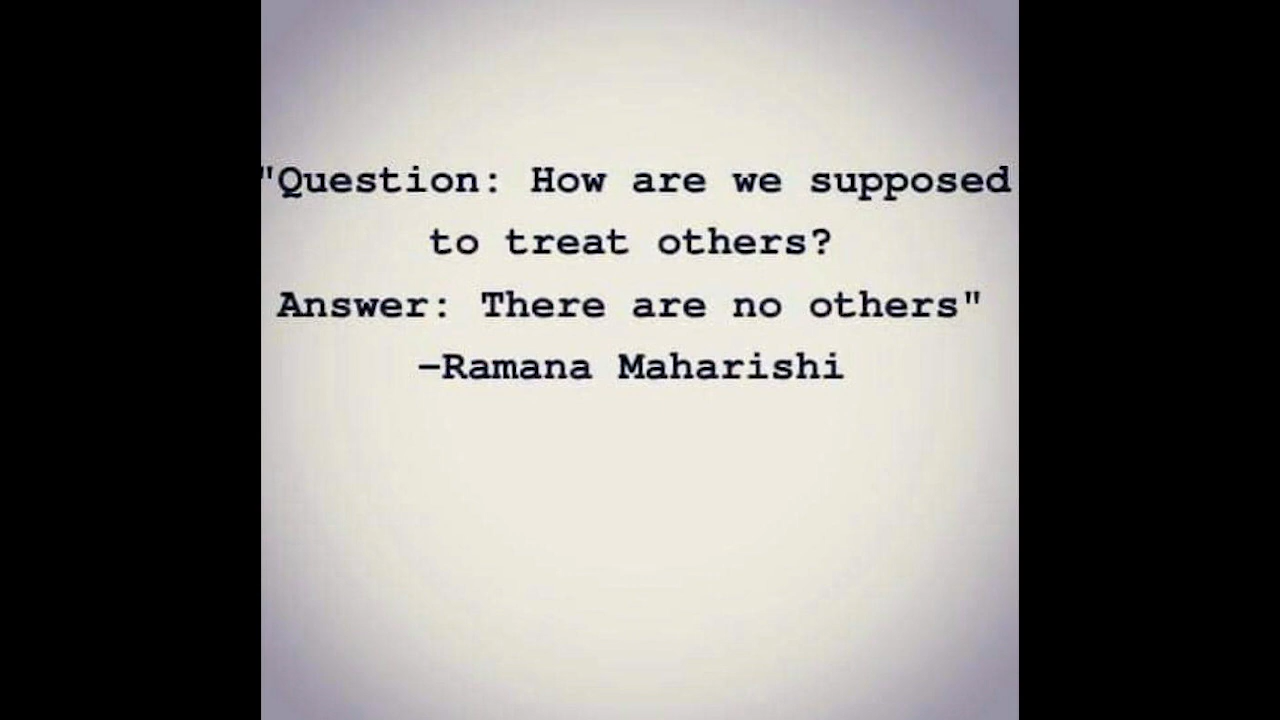 "Question: How are we supposed
to treat others?
Answer: There are no others"
—Ramana Maharishi